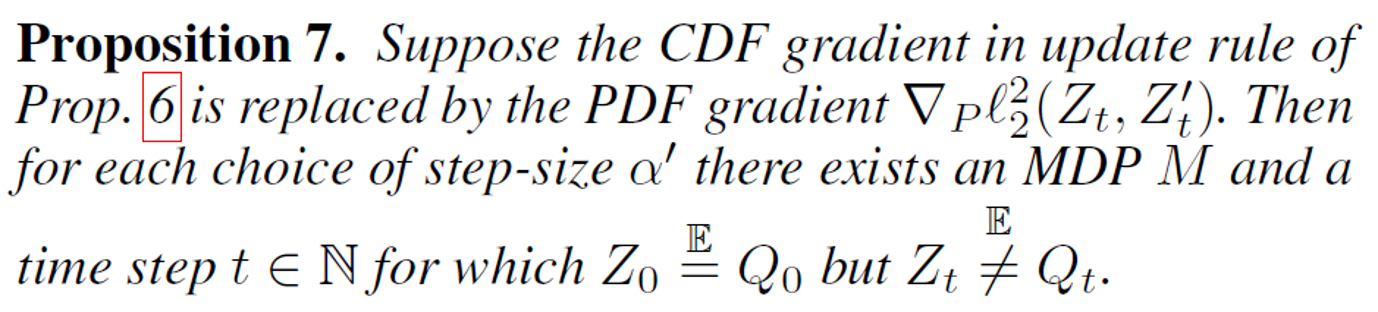 Proposition 7. Suppose the CDF gradient in update rule of
Prop. 6 is replaced by the PDF gradient ∇_P ℓ_2^2(Z_t, Z'_t). Then
for each choice of step-size α′ there exists an MDP M and a
time step t ∈ ℕ for which Z_0 \overset{𝔼}{=} Q_0 but Z_t \overset{𝔼}{≠} Q_t.